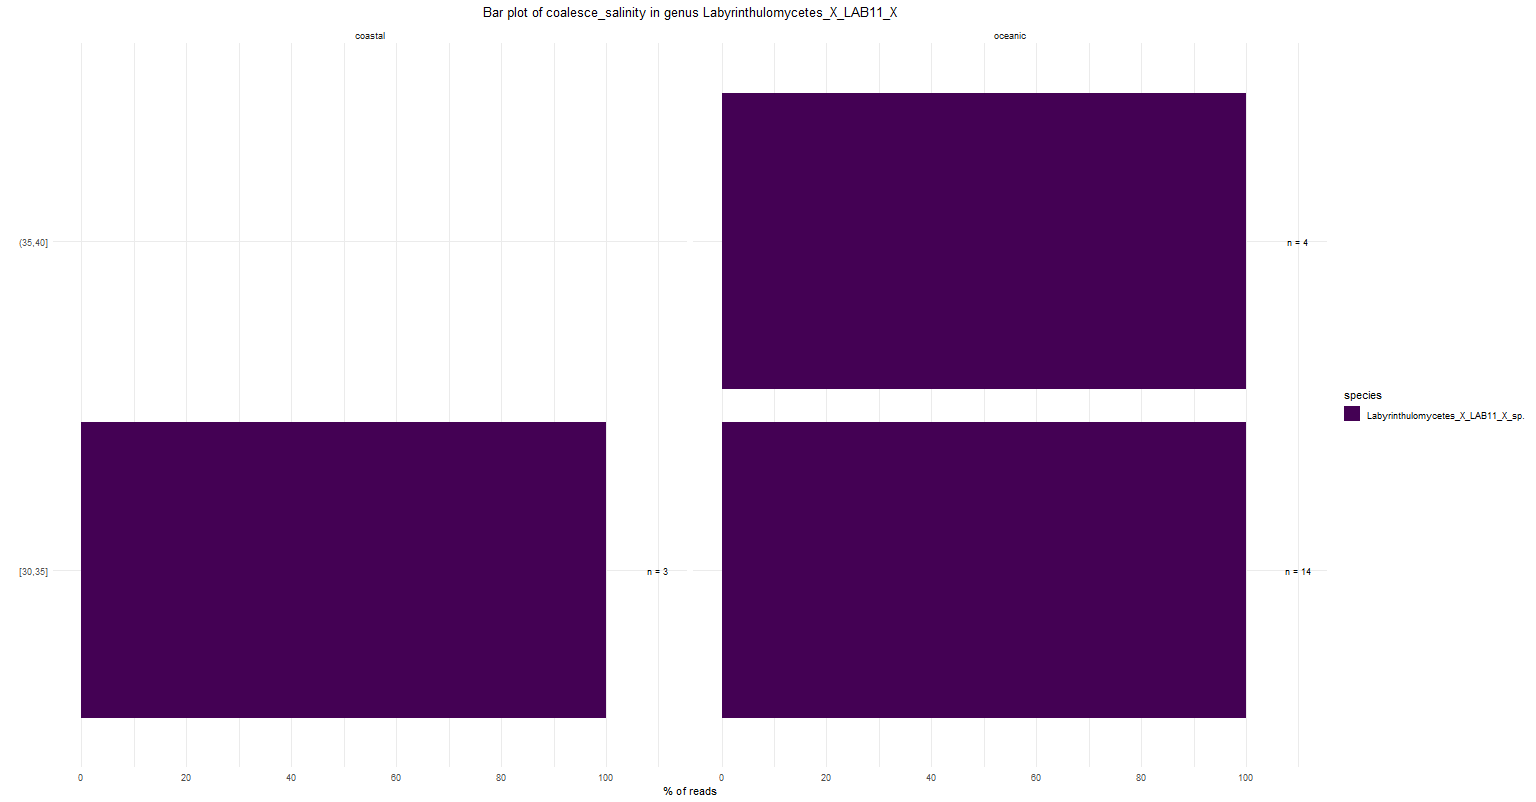 Bar plot of coalesce_salinity in genus Labyrinthulomycetes_X_LAB11_X
coastal
oceanic
(35,40]
n = 4
species
Labyrinthulomycetes_X_LAB11_X_sp.
[30,35]
n = 3
n = 14
0 20 40 60 80 100
0 20 40 60 80 100
% of reads